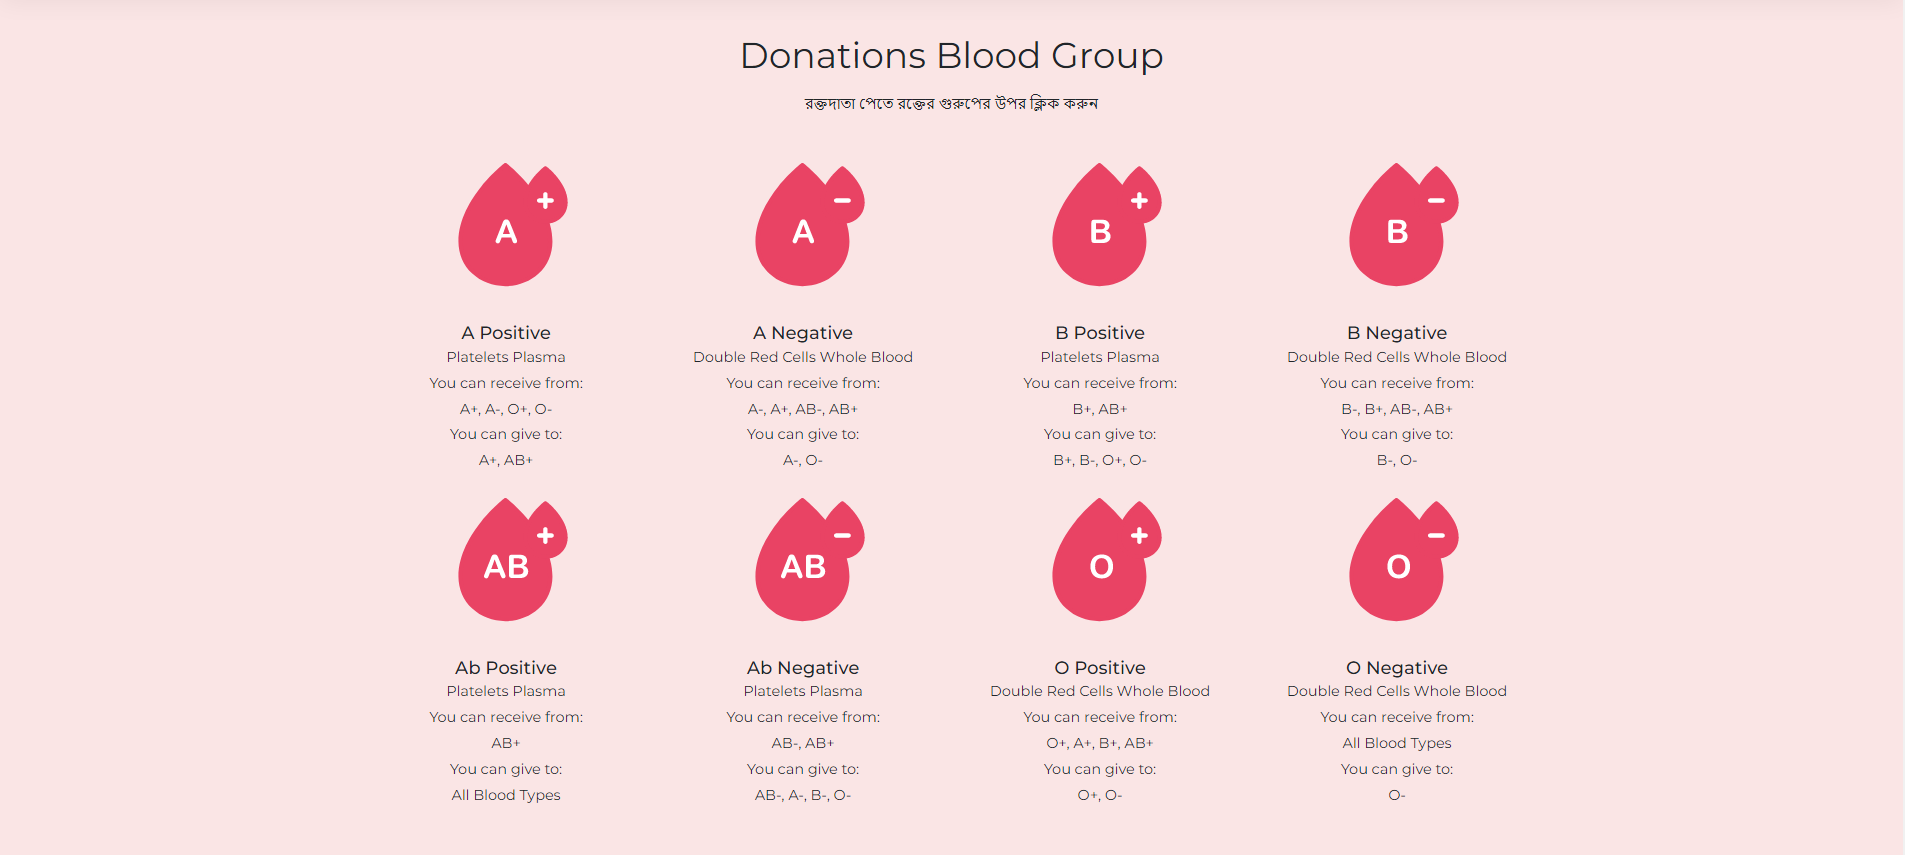 Donations Blood Group
রক্তদাতা পেতে রক্তের গুরুপের উপর ক্লিক করুন
A +
A −
B +
B −
A Positive
Platelets Plasma
You can receive from:
A+, A-, O+, O-
You can give to:
A+, AB+
A Negative
Double Red Cells Whole Blood
You can receive from:
A-, A+, AB-, AB+
You can give to:
A-, O-
B Positive
Platelets Plasma
You can receive from:
B+, AB+
You can give to:
B+, B-, O+, O-
B Negative
Double Red Cells Whole Blood
You can receive from:
B-, B+, AB-, AB+
You can give to:
B-, O-
AB +
AB −
O +
O −
Ab Positive
Platelets Plasma
You can receive from:
AB+
You can give to:
All Blood Types
Ab Negative
Platelets Plasma
You can receive from:
AB-, AB+
You can give to:
AB-, A-, B-, O-
O Positive
Double Red Cells Whole Blood
You can receive from:
O+, A+, B+, AB+
You can give to:
O+, O-
O Negative
Double Red Cells Whole Blood
You can receive from:
All Blood Types
You can give to:
O-